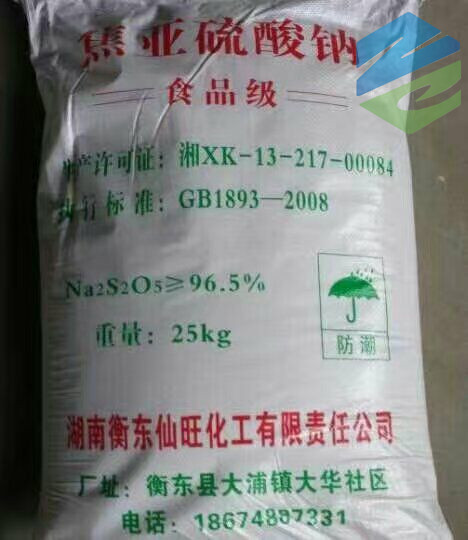 焦亚硫酸钠
食品级
生产许可证：湘XK-13-217-00084
执行标准：GB1893—2008
Na2S2O5≥96.5%
重量：25kg
防潮
湖南衡东仙旺化工有限责任公司
厂址：衡东县大浦镇大华社区
电话：18674887331